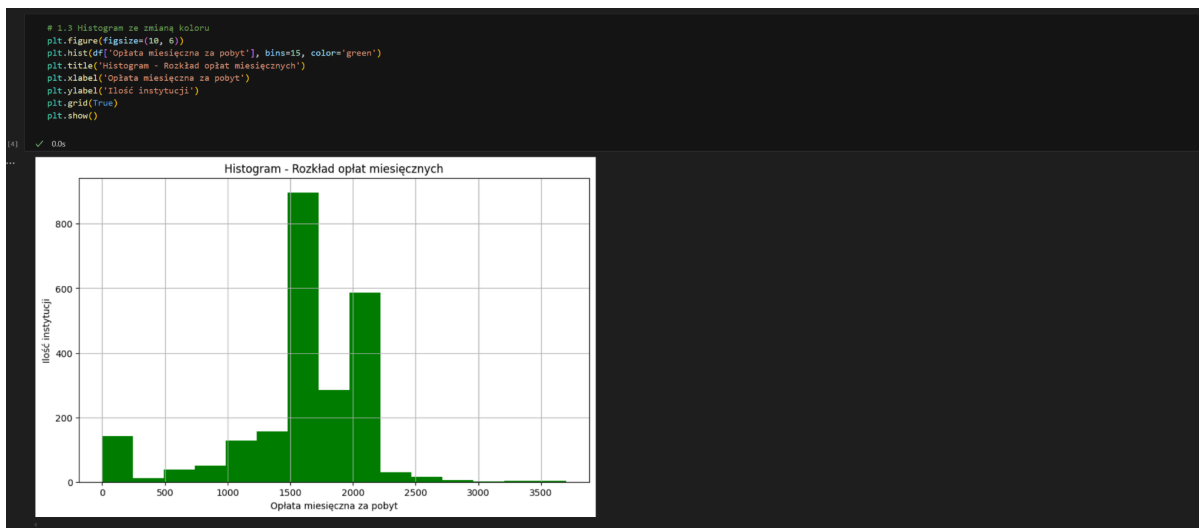 # 1.3 Histogram ze zmianą koloru
plt.figure(figsize=(10, 6))
plt.hist(df['Opłata miesięczna za pobyt'], bins=15, color='green')
plt.title('Histogram - Rozkład opłat miesięcznych')
plt.xlabel('Opłata miesięczna za pobyt')
plt.ylabel('Ilość instytucji')
plt.grid(True)
plt.show()
[4] ✓ 0.0s
...
Histogram - Rozkład opłat miesięcznych
Ilość instytucji
800
600
400
200
0
0 500 1000 1500 2000 2500 3000 3500
Opłata miesięczna za pobyt